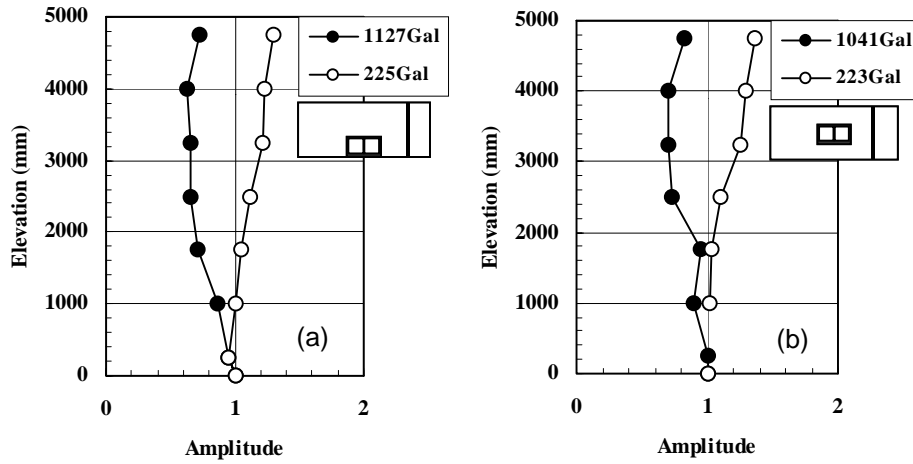 5000
4000
3000
2000
1000
0
Elevation (mm)
0
1
2
Amplitude
1127Gal
225Gal
(a)
5000
4000
3000
2000
1000
0
Elevation (mm)
0
1
2
Amplitude
1041Gal
223Gal
(b)